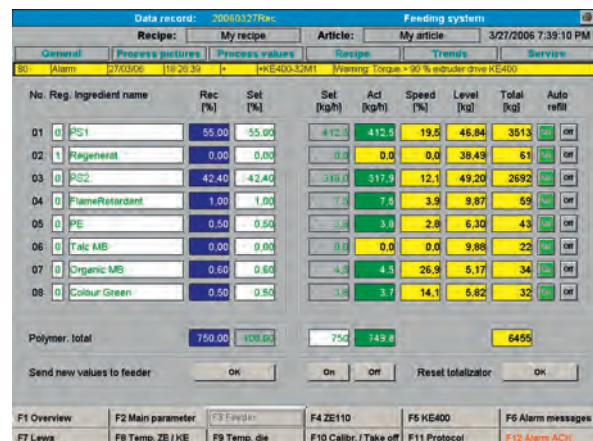 Data record: 20060327Rec Feeding system
Recipe: My recipe Article: My article 3/27/2006 7:39:10 PM
General Process pictures Process values Recipe Trends Service
80 Alarm 27/03/06 18:26:39 + +KE400-32M1 Warning: Torque > 90 % extruder drive KE400
No. Reg. Ingredient name Rec [%] Set [%] Set [kg/h] Act [kg/h] Speed [%] Level [kg] Total [kg] Auto refill
01 0 PS1 55.00 55.00 412,5 412,5 19,5 46,84 3513 On Off
02 1 Regenerat 0.00 0.00 0,0 0,0 0,0 38,49 61 On Off
03 0 PS2 42.40 42.40 318,0 317,9 12,1 49,20 2692 On Off
04 0 FlameRetardant 1.00 1.00 7,5 7,5 3,9 9,87 59 On Off
05 0 PE 0.50 0.50 3,8 3,8 2,8 6,30 43 On Off
06 0 Talc MB 0.00 0.00 0,0 0,0 0,0 9,88 22 On Off
07 0 Organic MB 0.60 0.60 4,5 4,5 26,9 5,17 34 On Off
08 0 Colour Green 0.50 0.50 3,8 3,7 14,1 5,82 32 On Off
Polymer. total 750.00 100.00 750 749,8 6455
Send new values to feeder OK On Off Reset totalizator OK
F1 Overview F2 Main parameter F3 Feeder F4 ZE110 F5 KE400 F6 Alarm messages
F7 Lewa F8 Temp. ZE / KE F9 Temp. die F10 Calibr. / Take off F11 Protocol F12 Alarm ACK